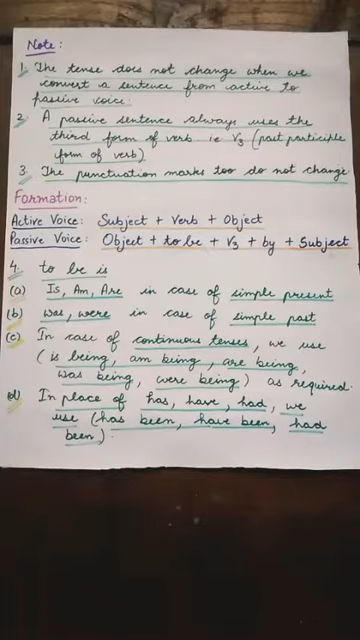 Note:
1. The tense does not change when we
convert a sentence from active to
passive voice.
2. A passive sentence always uses the
third form of verb i.e V3 (past participle
form of verb)
3. The punctuation marks too do not change.
Formation:
Active Voice: Subject + Verb + Object
Passive Voice: Object + to be + V3 + by + Subject
4. to be is
(a) Is, Am, Are in case of simple present
(b) was, were in case of simple past
(c) In case of continuous tenses, we use
(is being, am being, are being,
was being, were being) as required.
(d) In place of has, have, had, we
use (has been, have been, had
been).